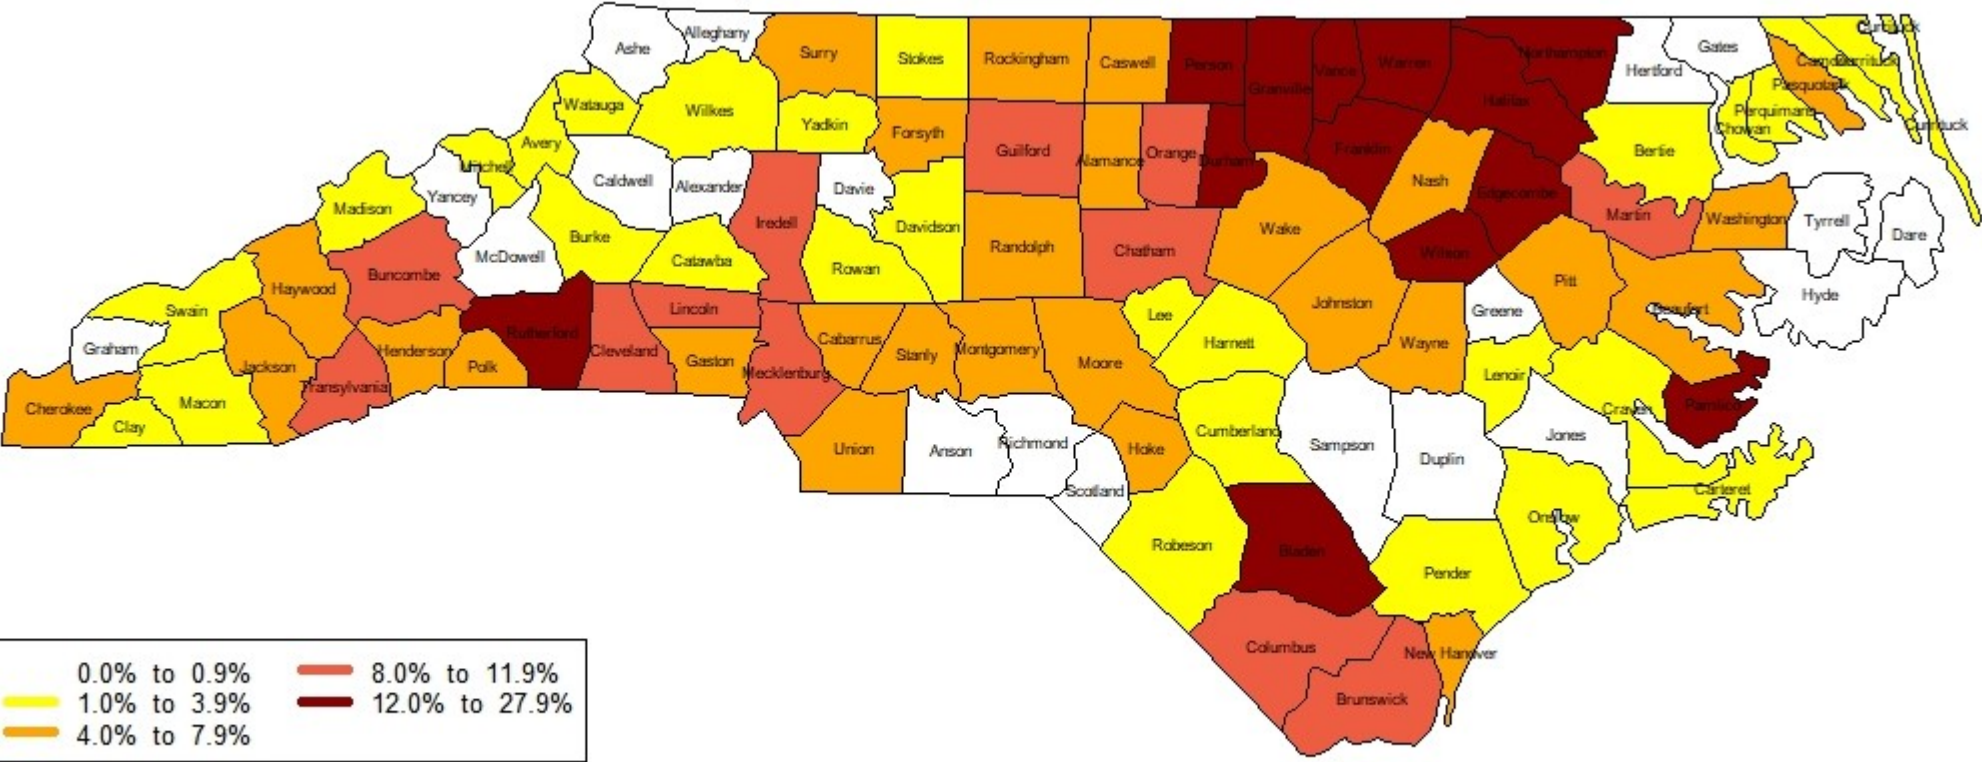 Currituck
Alleghany
Ashe
Gates
Surry
Stokes
Rockingham
Caswell
Person
Northampton
Vance
Warren
Camden
Currituck
Hertford
Granville
Pasquotank
Halifax
Watauga
Wilkes
Yadkin
Perquimans
Forsyth
Currituck
Chowan
Avery
Guilford
Alamance
Orange
Durham
Franklin
Bertie
Mitchell
Caldwell
Alexander
Davie
Nash
Edgecombe
Yancey
Madison
Martin
Washington
Tyrrell
Iredell
Davidson
Wake
Burke
Dare
Randolph
Chatham
Wilson
McDowell
Catawba
Rowan
Buncombe
Haywood
Pitt
Hyde
Johnston
Swain
Lincoln
Beaufort
Greene
Lee
Rutherford
Cabarrus
Harnett
Wayne
Graham
Henderson
Cleveland
Stanly
Montgomery
Gaston
Moore
Jackson
Polk
Mecklenburg
Lenoir
Transylvania
Macon
Cherokee
Craven
Pamlico
Clay
Cumberland
Jones
Richmond
Sampson
Union
Anson
Hoke
Duplin
Scotland
Carteret
Onslow
Robeson
Bladen
Pender
Columbus
New Hanover
Brunswick
0.0% to 0.9%
1.0% to 3.9%
4.0% to 7.9%
8.0% to 11.9%
12.0% to 27.9%